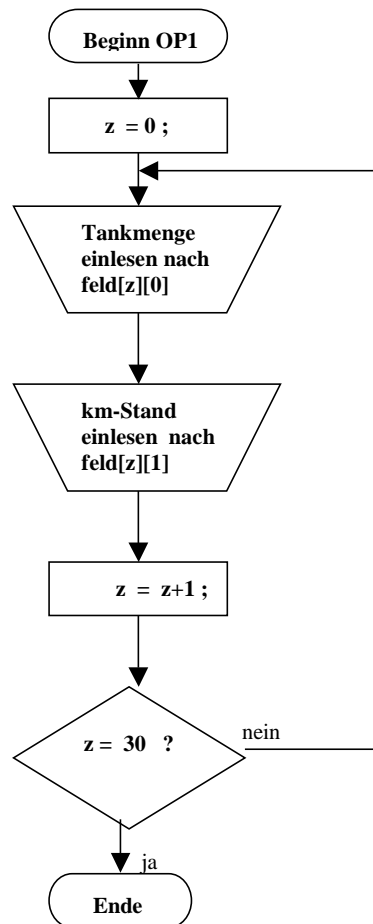 Beginn OP1
z = 0 ;
Tankmenge
einlesen nach
feld[z][0]
km-Stand
einlesen nach
feld[z][1]
z = z+1 ;
z = 30 ?
nein
ja
Ende